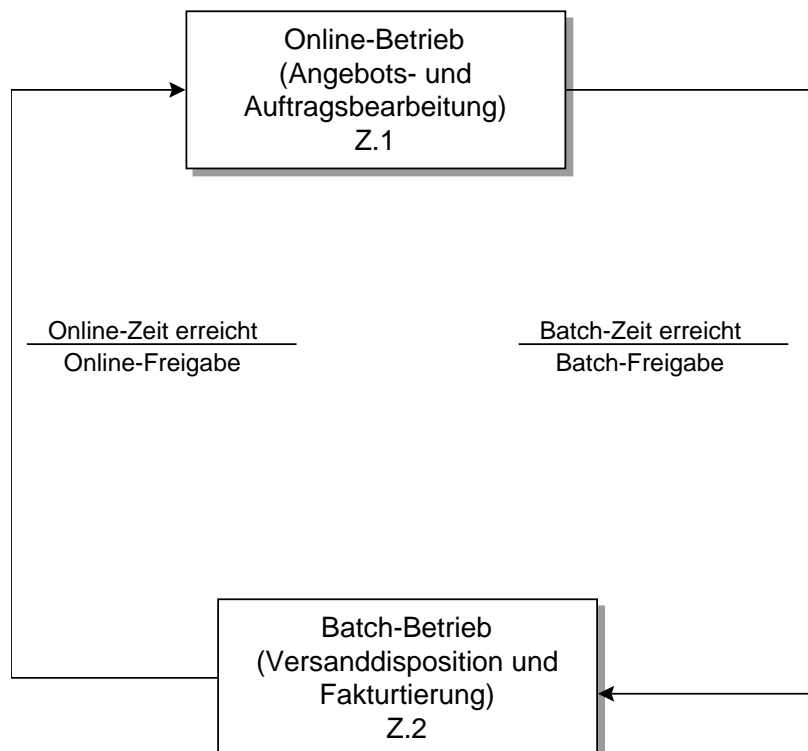 Online-Betrieb
(Angebots- und
Auftragsbearbeitung)
Z.1
Online-Zeit erreicht
Online-Freigabe
Batch-Zeit erreicht
Batch-Freigabe
Batch-Betrieb
(Versanddisposition und
Fakturtierung)
Z.2